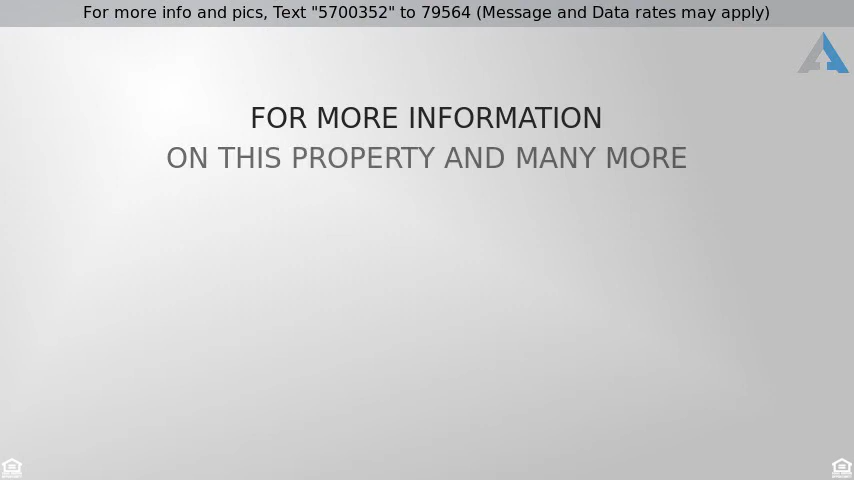 For more info and pics, Text "5700352" to 79564 (Message and Data rates may apply)
FOR MORE INFORMATION
ON THIS PROPERTY AND MANY MORE